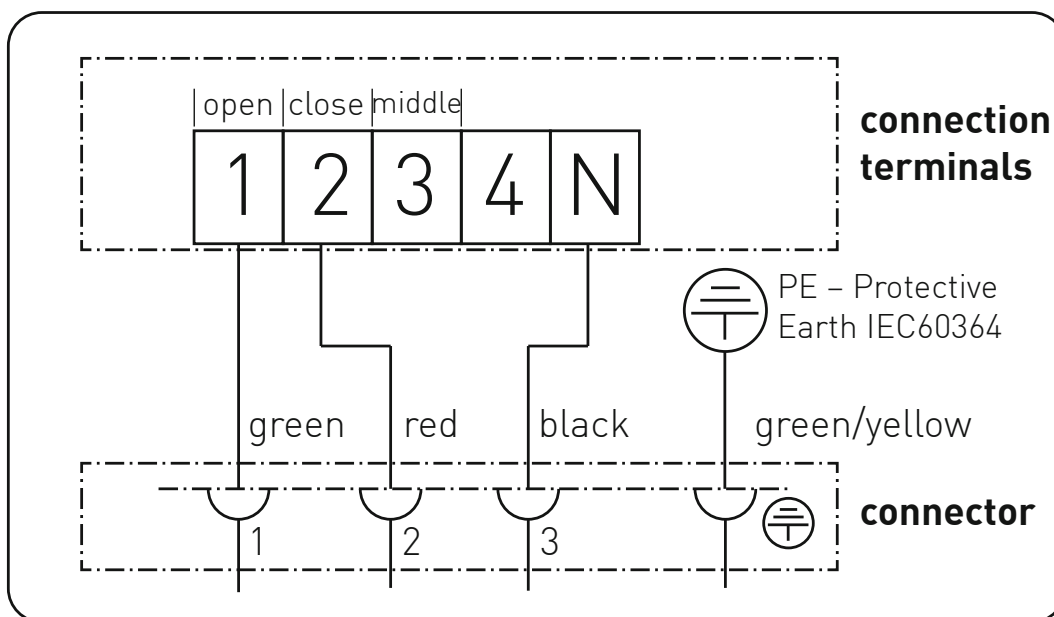 open close middle
1 2 3 4 N
connection
terminals
PE – Protective
Earth IEC60364
green red black green/yellow
1 2 3
connector